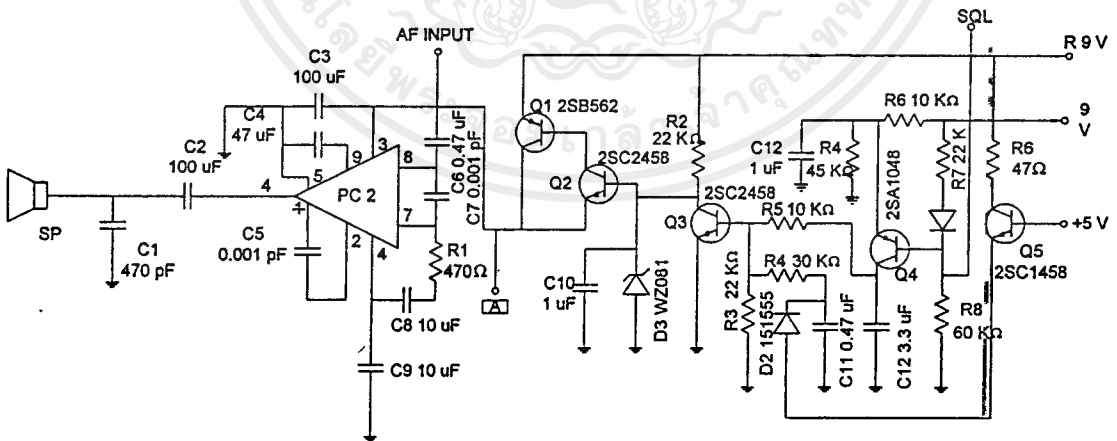 AF INPUT
SQL
R 9 V
9
V
+5 V
C3
100 uF
C4
47 uF
C2
100 uF
4
5
9
3
8
PC 2
7
2
4
+
SP
C1
470 pF
C5
0.001 pF
C6 0.47 uF
C7 0.001 pF
R1
470Ω
C8 10 uF
C9 10 uF
A
Q1 2SB562
2SC2458
Q2
C10
1 uF
D3 WZ081
R2
22 KΩ
2SC2458
Q3
R3 22 KΩ
R5 10 KΩ
R4 30 KΩ
D2 151555
C11 0.47 uF
C12
1 uF
R4
45 KΩ
R6 10 KΩ
2SA1048
Q4
C12 3.3 uF
R7 22 K
R8
60 KΩ
R6
47Ω
Q5
2SC1458